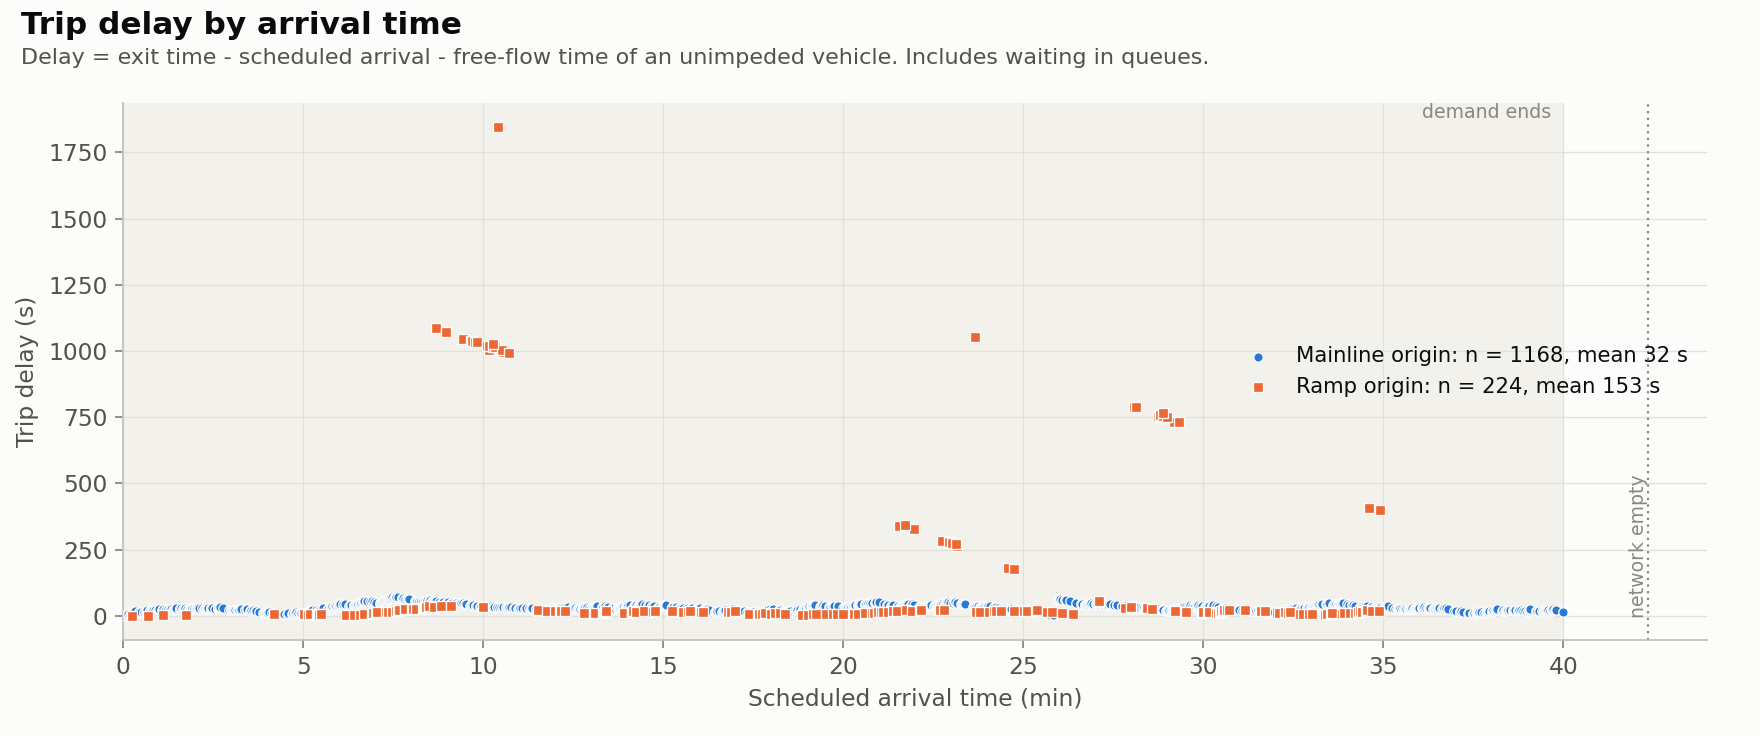 Trip delay by arrival time
Delay = exit time - scheduled arrival - free-flow time of an unimpeded vehicle. Includes waiting in queues.
demand ends
1750
1500
1250
1000
750
500
250
0
Trip delay (s)
Mainline origin: n = 1168, mean 32 s
Ramp origin: n = 224, mean 153 s
network empty
0 5 10 15 20 25 30 35 40
Scheduled arrival time (min)